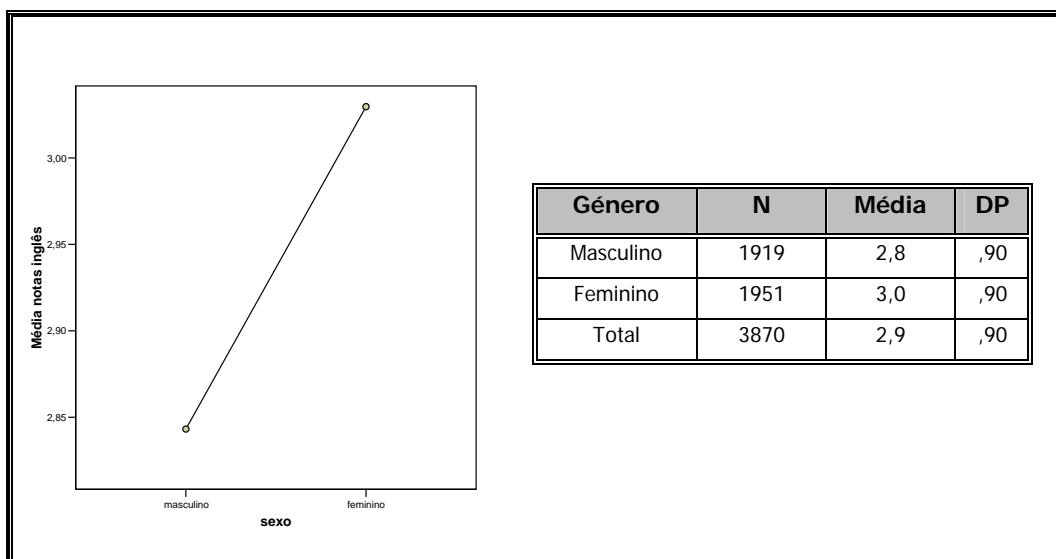 Média notas inglês
3,00
2,95
2,90
2,85
masculino feminino
sexo
Género N Média DP
Masculino 1919 2,8 ,90
Feminino 1951 3,0 ,90
Total 3870 2,9 ,90